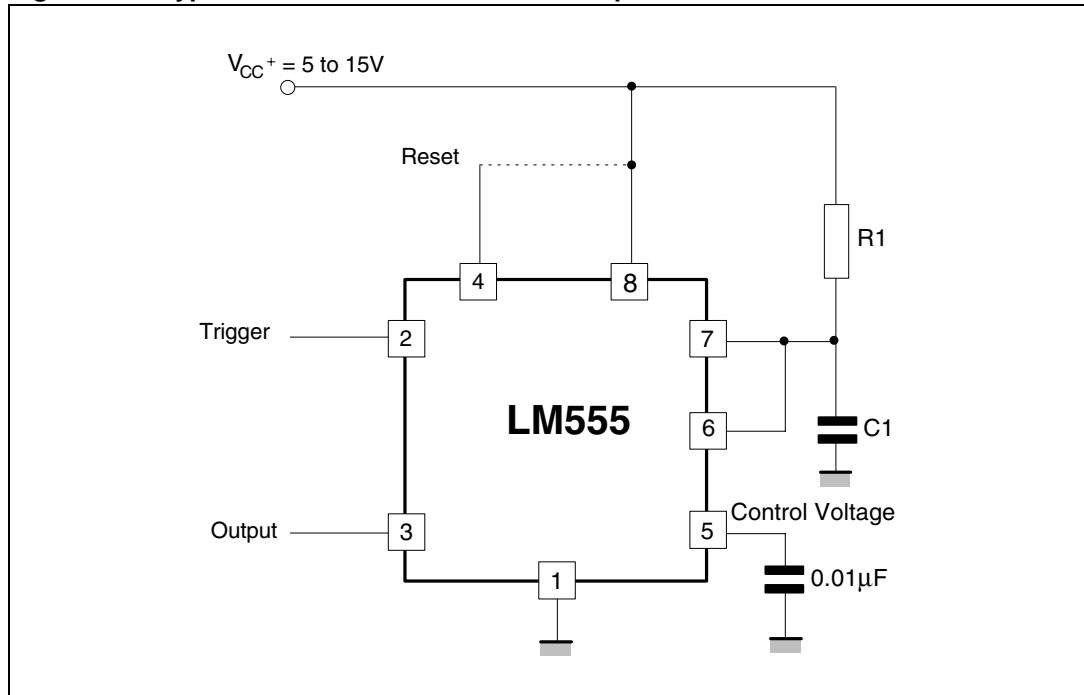 V_CC+ = 5 to 15V
Reset
R1
4
8
Trigger
2
7
LM555
6
C1
Control Voltage
Output
3
5
1
0.01μF